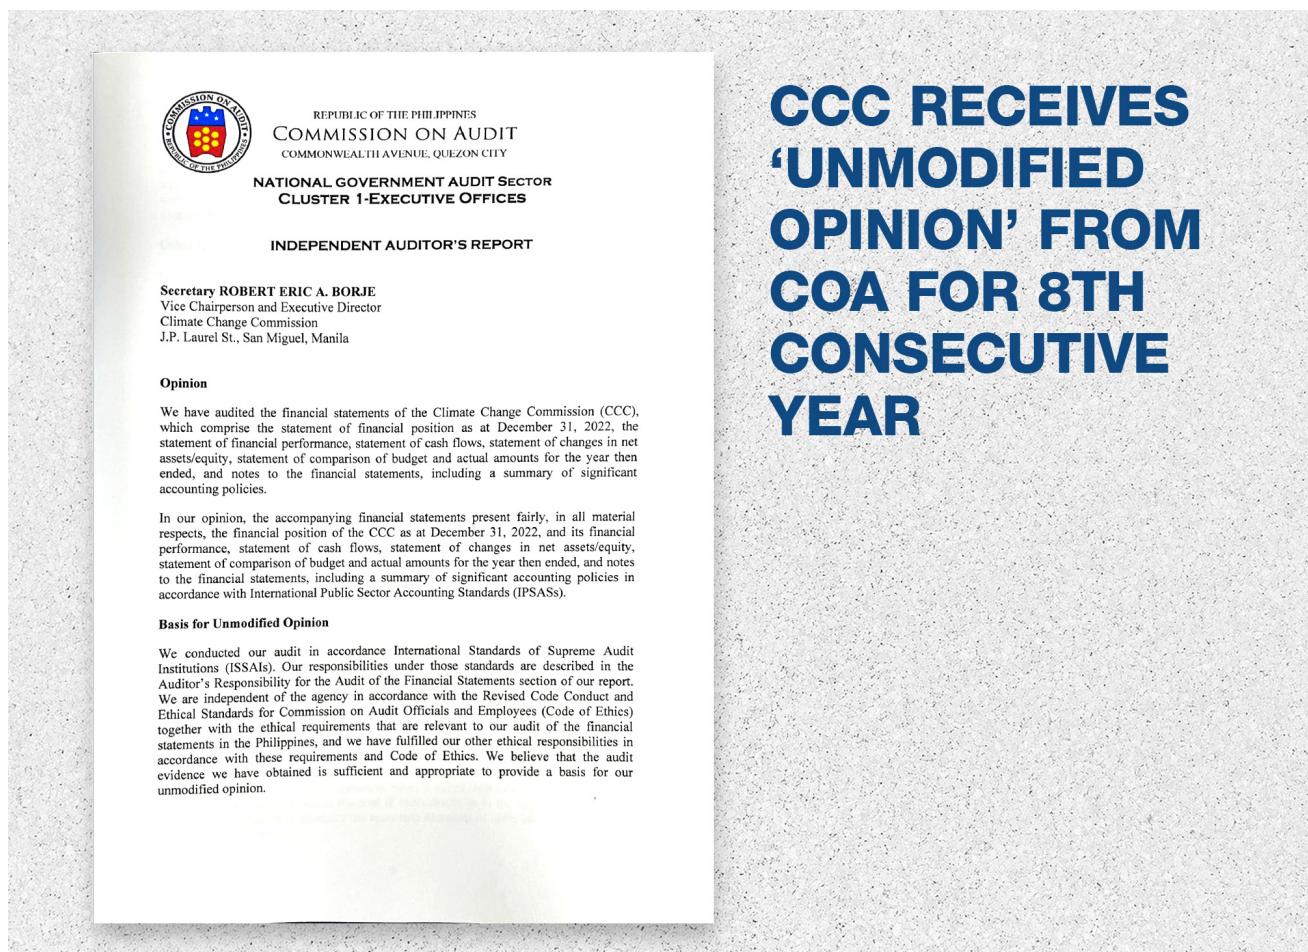 COMMISSION ON AUDIT
REPUBLIC OF THE PHILIPPINES
REPUBLIC OF THE PHILIPPINES
COMMISSION ON AUDIT
COMMONWEALTH AVENUE, QUEZON CITY
NATIONAL GOVERNMENT AUDIT SECTOR
CLUSTER 1-EXECUTIVE OFFICES
INDEPENDENT AUDITOR'S REPORT
Secretary ROBERT ERIC A. BORJE
Vice Chairperson and Executive Director
Climate Change Commission
J.P. Laurel St., San Miguel, Manila
Opinion
We have audited the financial statements of the Climate Change Commission (CCC),
which comprise the statement of financial position as at December 31, 2022, the
statement of financial performance, statement of cash flows, statement of changes in net
assets/equity, statement of comparison of budget and actual amounts for the year then
ended, and notes to the financial statements, including a summary of significant
accounting policies.
In our opinion, the accompanying financial statements present fairly, in all material
respects, the financial position of the CCC as at December 31, 2022, and its financial
performance, statement of cash flows, statement of changes in net assets/equity,
statement of comparison of budget and actual amounts for the year then ended, and notes
to the financial statements, including a summary of significant accounting policies in
accordance with International Public Sector Accounting Standards (IPSASs).
Basis for Unmodified Opinion
We conducted our audit in accordance International Standards of Supreme Audit
Institutions (ISSAIs). Our responsibilities under those standards are described in the
Auditor's Responsibility for the Audit of the Financial Statements section of our report.
We are independent of the agency in accordance with the Revised Code Conduct and
Ethical Standards for Commission on Audit Officials and Employees (Code of Ethics)
together with the ethical requirements that are relevant to our audit of the financial
statements in the Philippines, and we have fulfilled our other ethical responsibilities in
accordance with these requirements and Code of Ethics. We believe that the audit
evidence we have obtained is sufficient and appropriate to provide a basis for our
unmodified opinion.
CCC RECEIVES
‘UNMODIFIED
OPINION’ FROM
COA FOR 8TH
CONSECUTIVE
YEAR